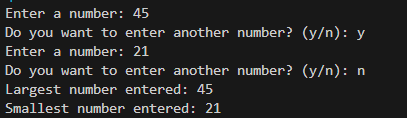 Enter a number: 45
Do you want to enter another number? (y/n): y
Enter a number: 21
Do you want to enter another number? (y/n): n
Largest number entered: 45
Smallest number entered: 21